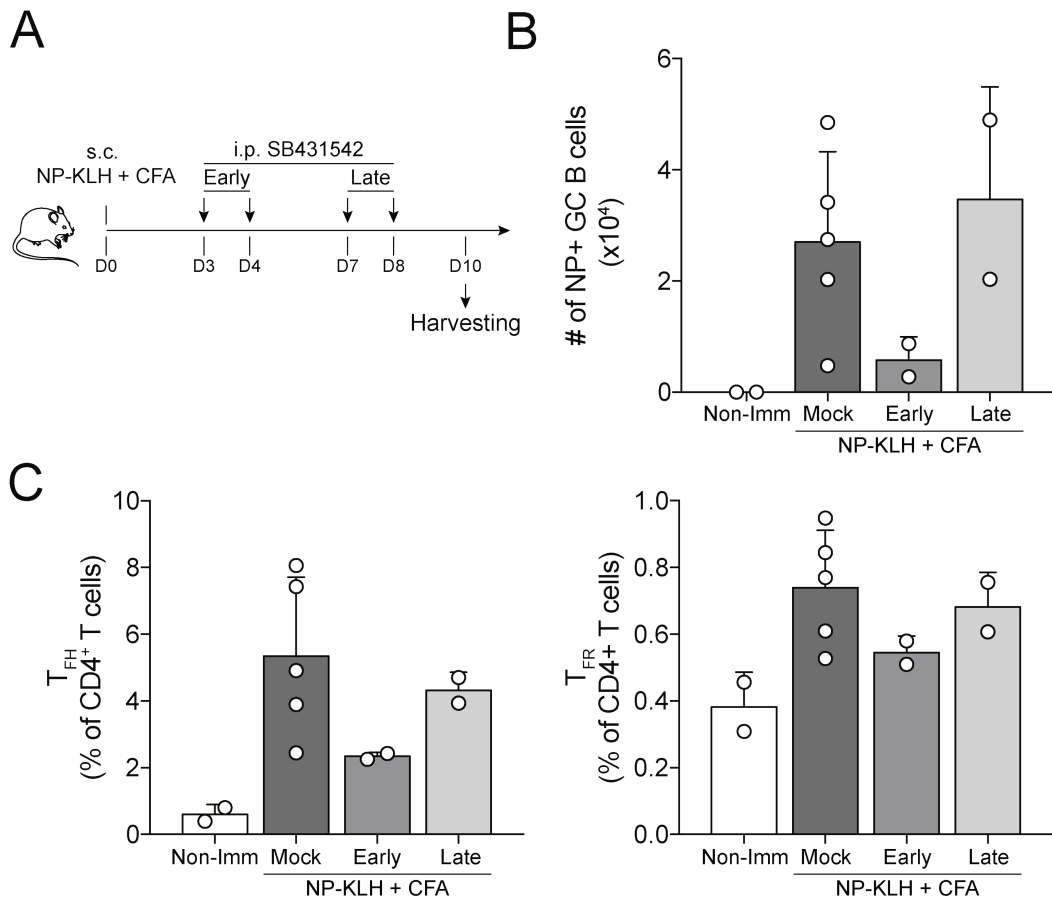 A
s.c.
NP-KLH + CFA
i.p. SB431542
Early
Late
D0
D3
D4
D7
D8
D10
Harvesting
B
# of NP+ GC B cells
(x10⁴)
6
4
2
0
Non-Imm
Mock
Early
Late
NP-KLH + CFA
C
T_FH
(% of CD4⁺ T cells)
10
8
6
4
2
0
Non-Imm
Mock
Early
Late
NP-KLH + CFA
T_FR
(% of CD4+ T cells)
1.0
0.8
0.6
0.4
0.2
0.0
Non-Imm
Mock
Early
Late
NP-KLH + CFA